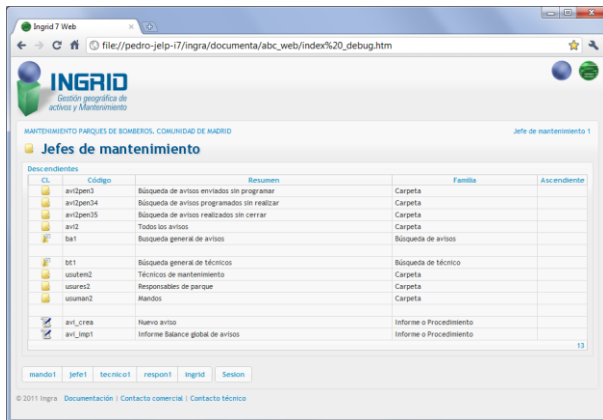 Ingrid 7 Web
file://pedro-jelp-i7/ingra/documenta/abc_web/index%20_debug.htm
INGRID
Gestión geográfica de
activos y Mantenimiento
MANTENIMIENTO PARQUES DE BOMBEROS. COMUNIDAD DE MADRID Jefe de mantenimiento 1
Jefes de mantenimiento
Descendientes
CL Código Resumen Familia Ascendiente
avi2pen3 Búsqueda de avisos enviados sin programar Carpeta
avi2pen34 Búsqueda de avisos programados sin realizar Carpeta
avi2pen35 Búsqueda de avisos realizados sin cerrar Carpeta
avi2 Todos los avisos Carpeta
ba1 Busqueda general de avisos Búsqueda de avisos
bt1 Búsqueda general de técnicos Búsqueda de técnico
usutem2 Técnicos de mantenimiento Carpeta
usures2 Responsables de parque Carpeta
usuman2 Mandos Carpeta
avi_crea Nuevo aviso Informe o Procedimiento
avi_imp1 Informe Balance global de avisos Informe o Procedimiento
13
mando1 jefe1 tecnico1 respon1 ingrid Sesion
© 2011 Ingra Documentación | Contacto comercial | Contacto técnico